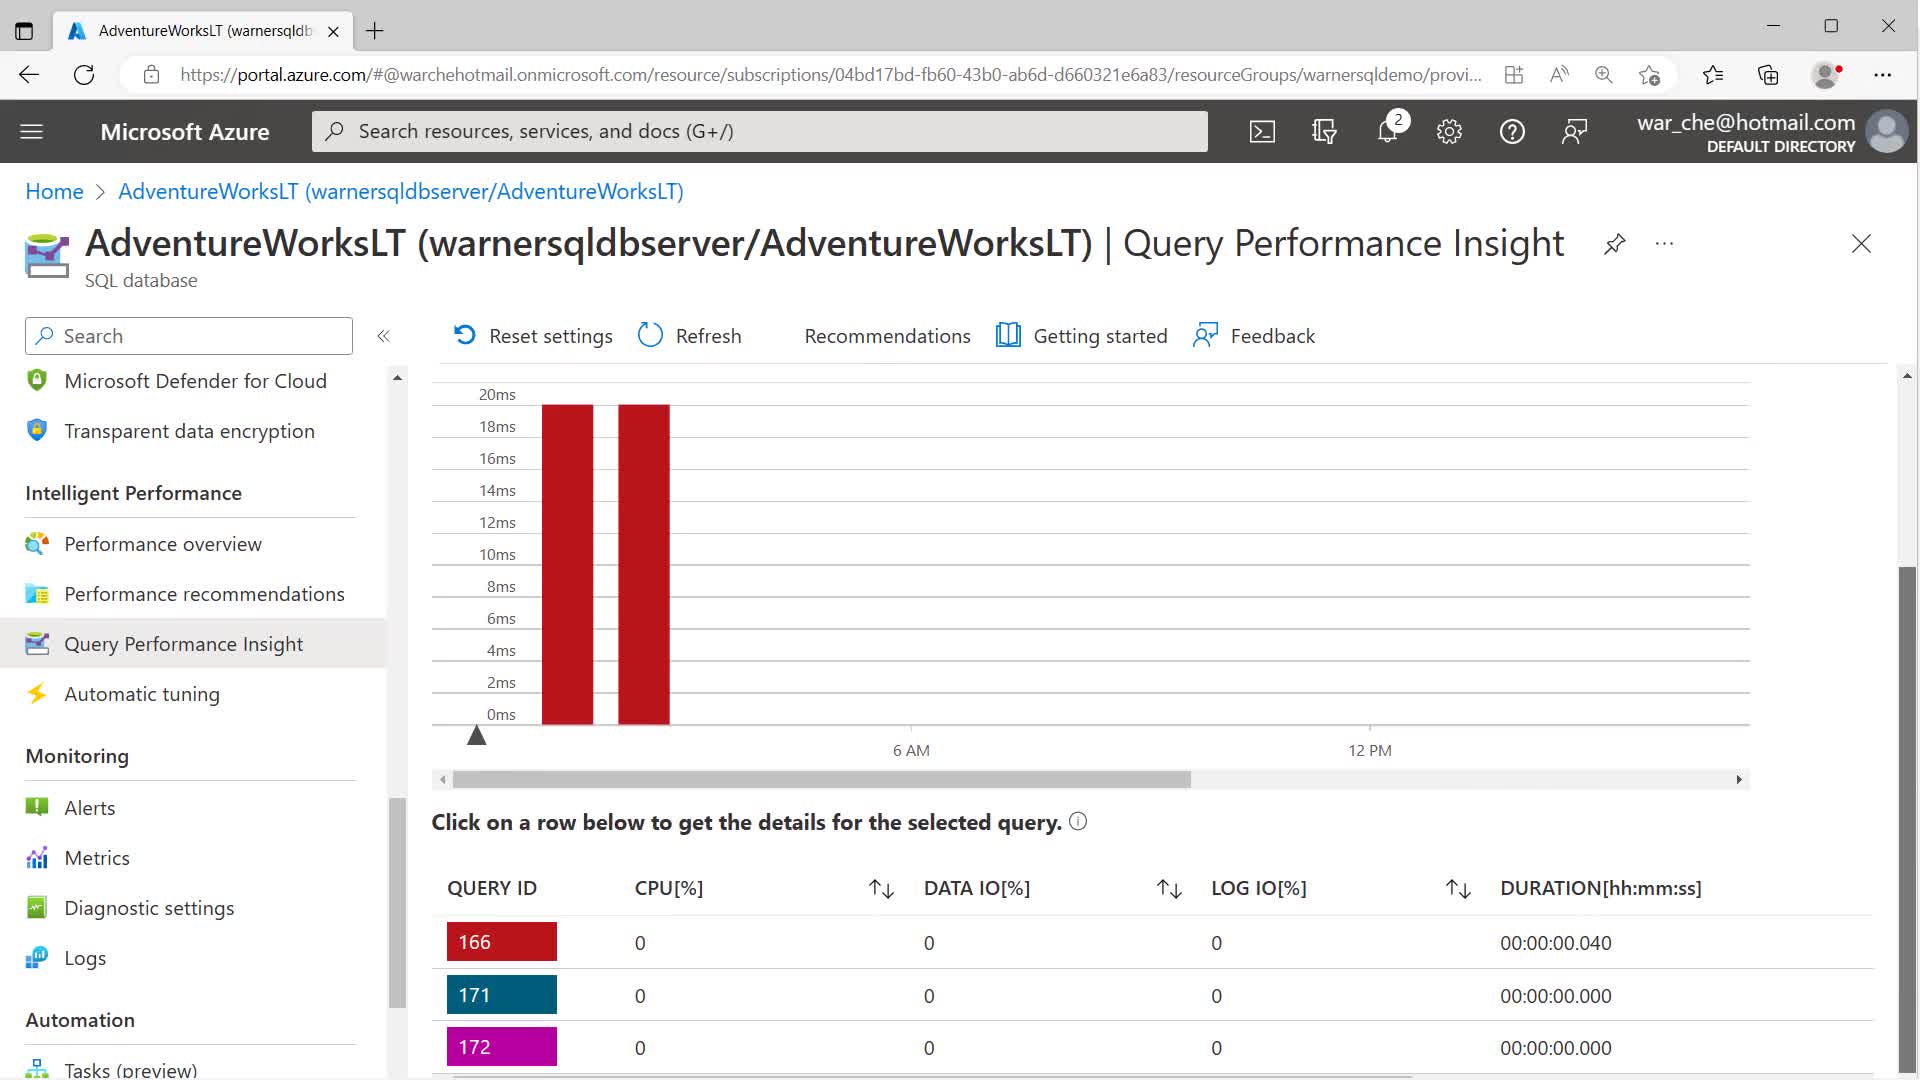 AdventureWorksLT (warnersqldb
https://portal.azure.com/#@warchehotmail.onmicrosoft.com/resource/subscriptions/04bd17bd-fb60-43b0-ab6d-d660321e6a83/resourceGroups/warnersqldemo/provi...
Microsoft Azure
Search resources, services, and docs (G+/)
2
war_che@hotmail.com
DEFAULT DIRECTORY
Home > AdventureWorksLT (warnersqldbserver/AdventureWorksLT)
AdventureWorksLT (warnersqldbserver/AdventureWorksLT) | Query Performance Insight
SQL database
Search
Microsoft Defender for Cloud
Transparent data encryption
Intelligent Performance
Performance overview
Performance recommendations
Query Performance Insight
Automatic tuning
Monitoring
Alerts
Metrics
Diagnostic settings
Logs
Automation
Tasks (preview)
Reset settings Refresh Recommendations Getting started Feedback
20ms
18ms
16ms
14ms
12ms
10ms
8ms
6ms
4ms
2ms
0ms
6 AM 12 PM
Click on a row below to get the details for the selected query.
QUERY ID CPU[%] DATA IO[%] LOG IO[%] DURATION[hh:mm:ss]
166 0 0 0 00:00:00.040
171 0 0 0 00:00:00.000
172 0 0 0 00:00:00.000